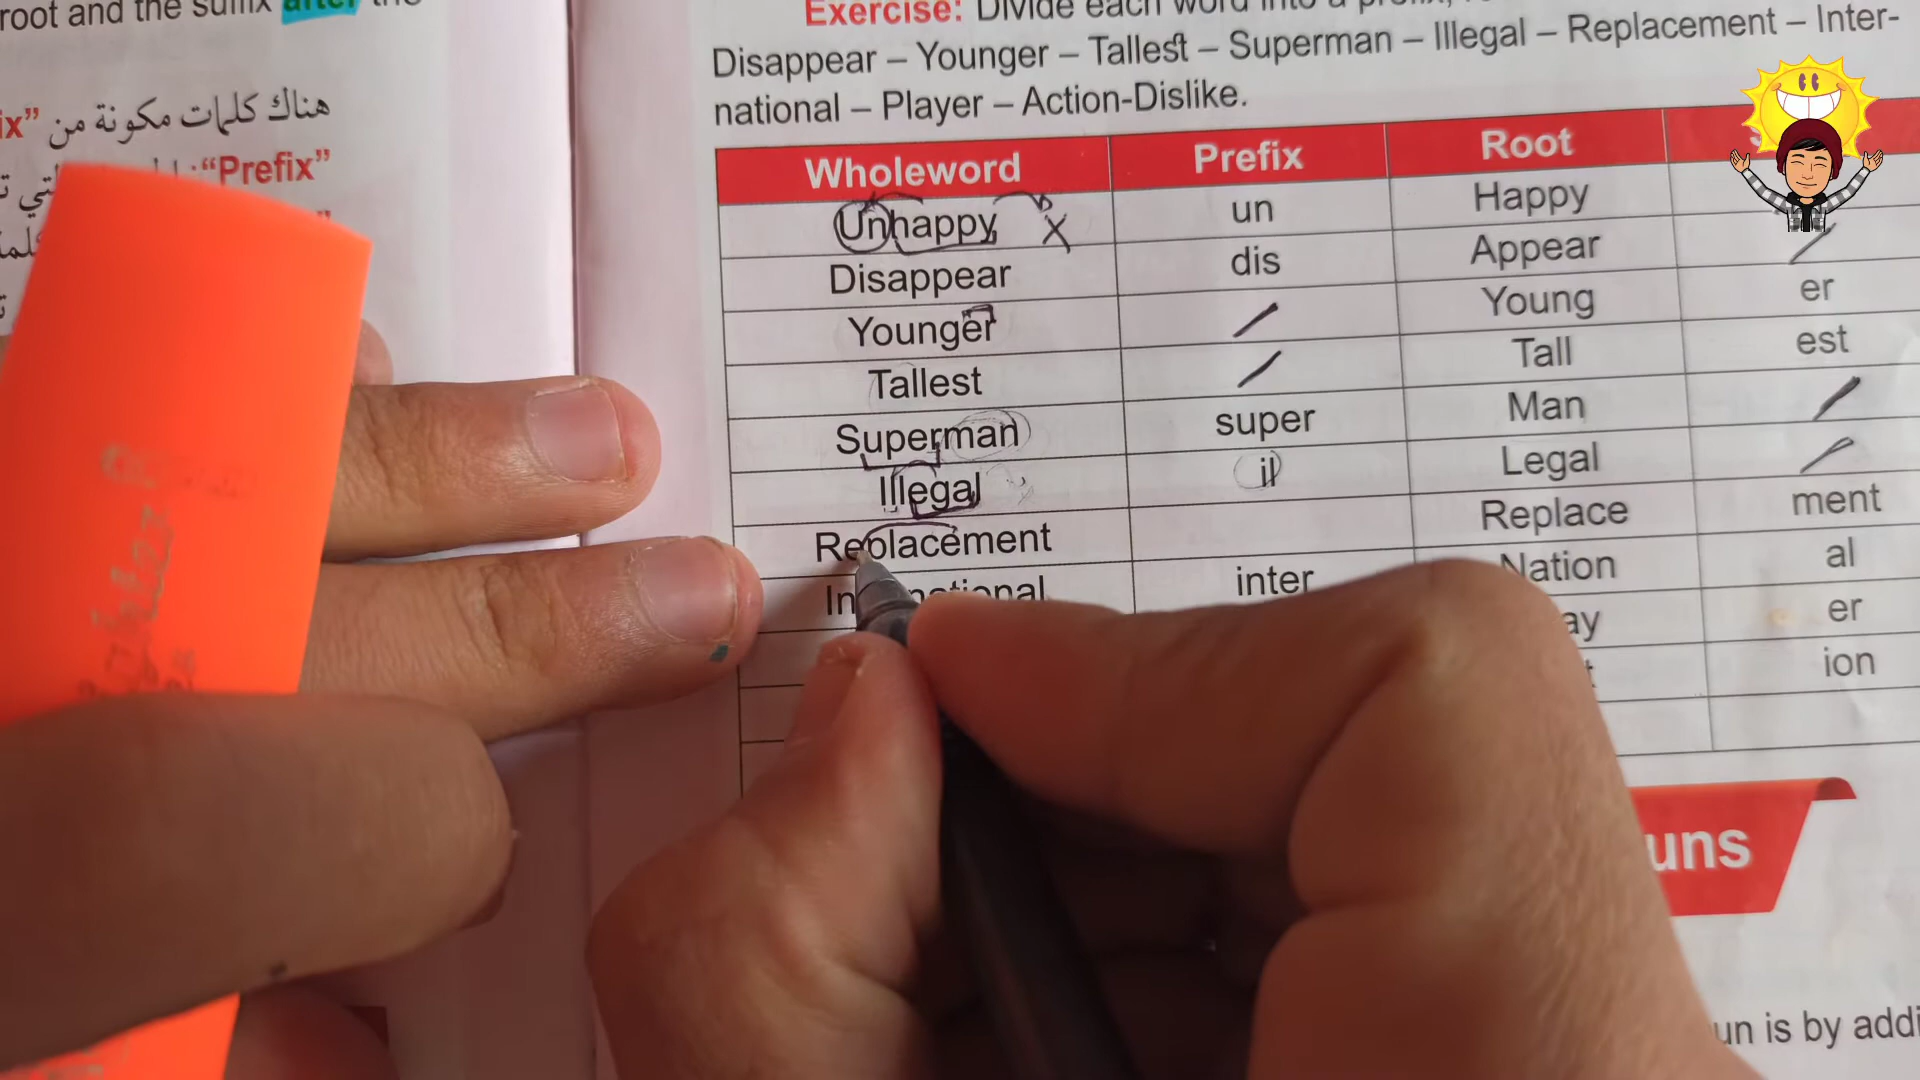 root and the suffix after the
هناك كلمات مكونة من "ix"
"Prefix"
Exercise: Divide each word into a prefix,
Disappear – Younger – Tallest – Superman – Illegal – Replacement – Inter-
national – Player – Action-Dislike.
Wholeword Prefix Root
Unhappy X un Happy
Disappear dis Appear /
Younger / Young er
Tallest / Tall est
Superman super Man /
Illegal il Legal /
Replacement Replace ment
inter Nation al
er
ion
uns
un is by addi